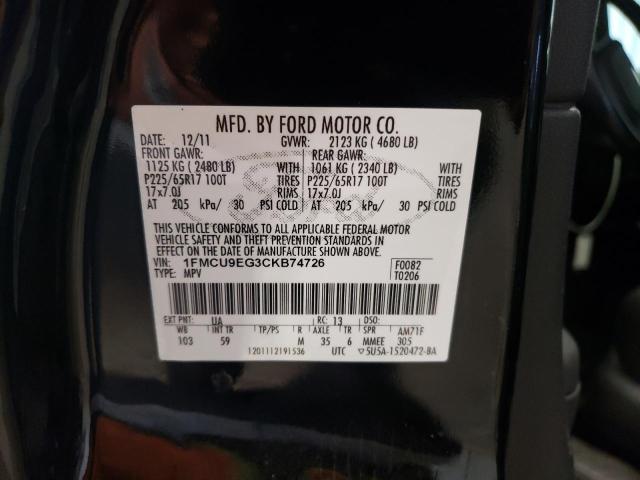 MFD. BY FORD MOTOR CO.
DATE: 12/11 GVWR: 2123 KG ( 4680 LB)
FRONT GAWR: REAR GAWR:
1125 KG ( 2480 LB) WITH 1061 KG ( 2340 LB) WITH
P225/65R17 100T TIRES P225/65R17 100T TIRES
17x7.0J RIMS 17x7.0J RIMS
AT 205 kPa/ 30 PSI COLD AT 205 kPa/ 30 PSI COLD
THIS VEHICLE CONFORMS TO ALL APPLICABLE FEDERAL MOTOR
VEHICLE SAFETY AND THEFT PREVENTION STANDARDS IN
EFFECT ON THE DATE OF MANUFACTURE SHOWN ABOVE.
VIN: 1FMCU9EG3CKB74726 F0082
TYPE: MPV T0206
EXT PNT: UA RC: 13 DSO:
WB INT TR TP/PS R AXLE TR SPR AM71F
103 59 M 35 6 MMEE 305
1201112191536 UTC ▽5U5A-1520472-BA
Ford